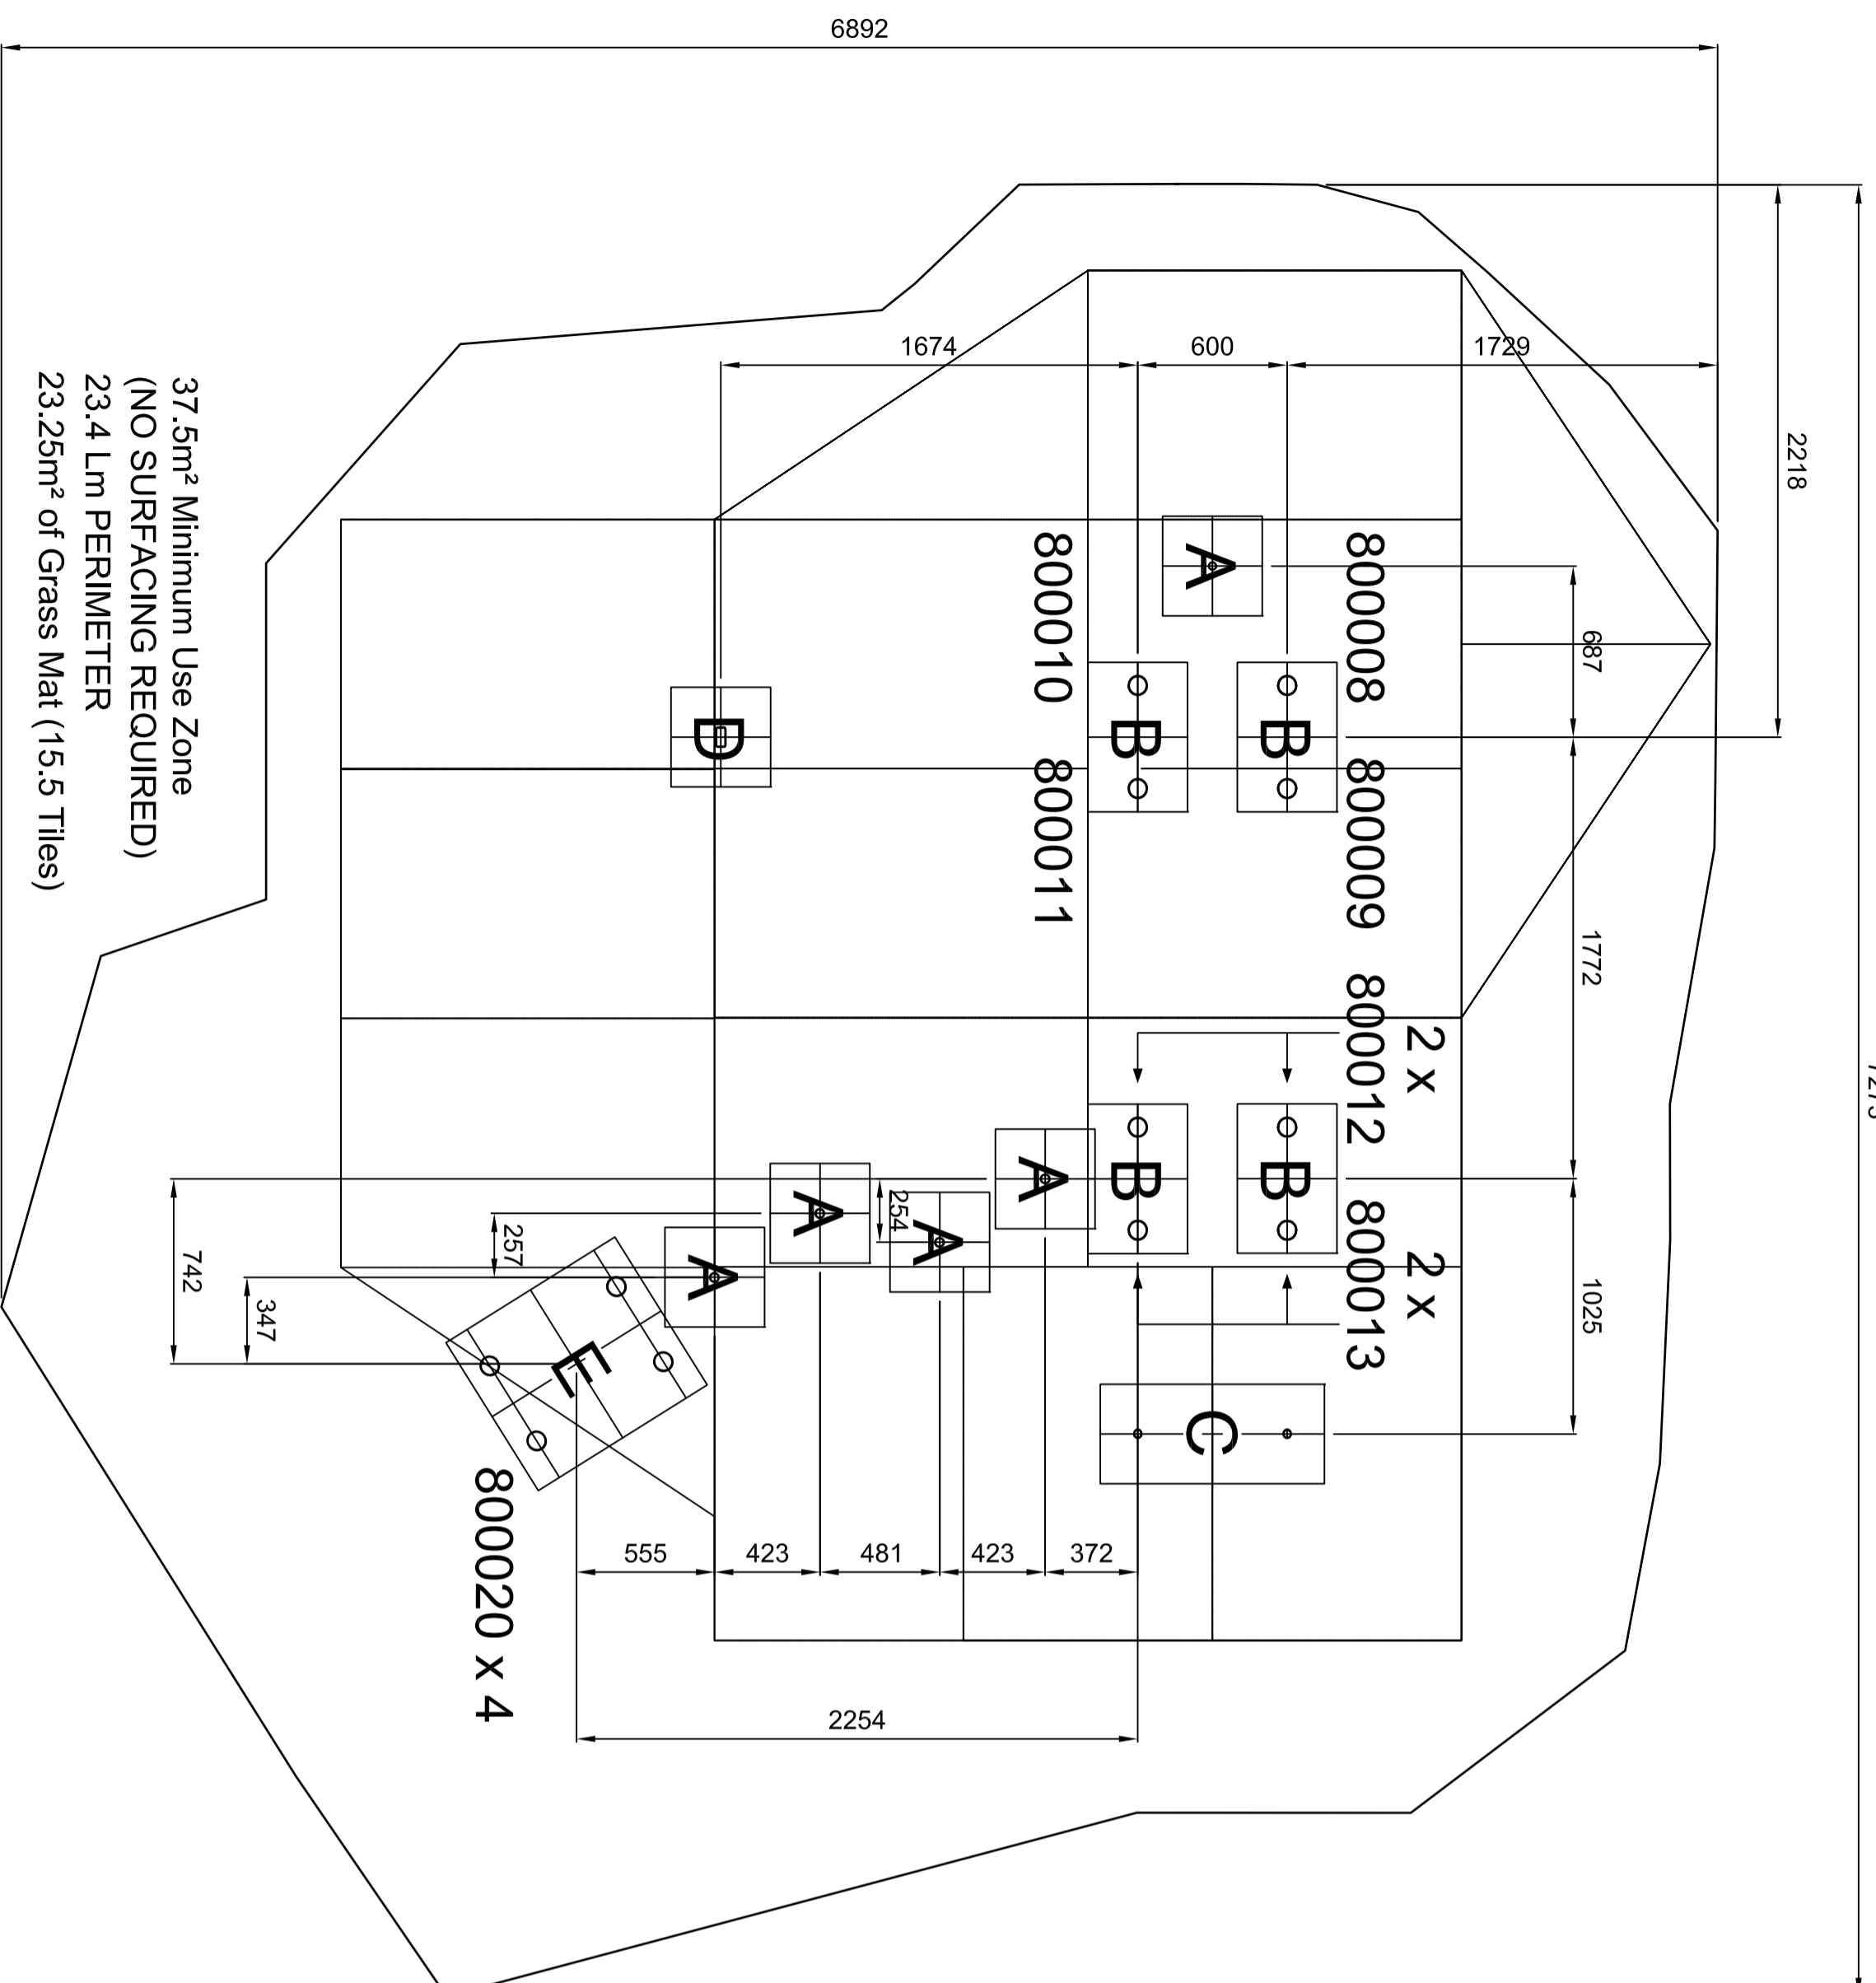 6892
2218
1674
600
1729
687
800008
800009
800010
800011
A
B
B
D
1772
37.5m² Minimum Use Zone
(NO SURFACING REQUIRED)
23.4 Lm PERIMETER
23.25m² of Grass Mat (15.5 Tiles)
2 x
800012
2 x
800013
B
B
A
A
A
A
254
257
742
347
1025
E
C
800020 x 4
555
423
481
423
372
2254